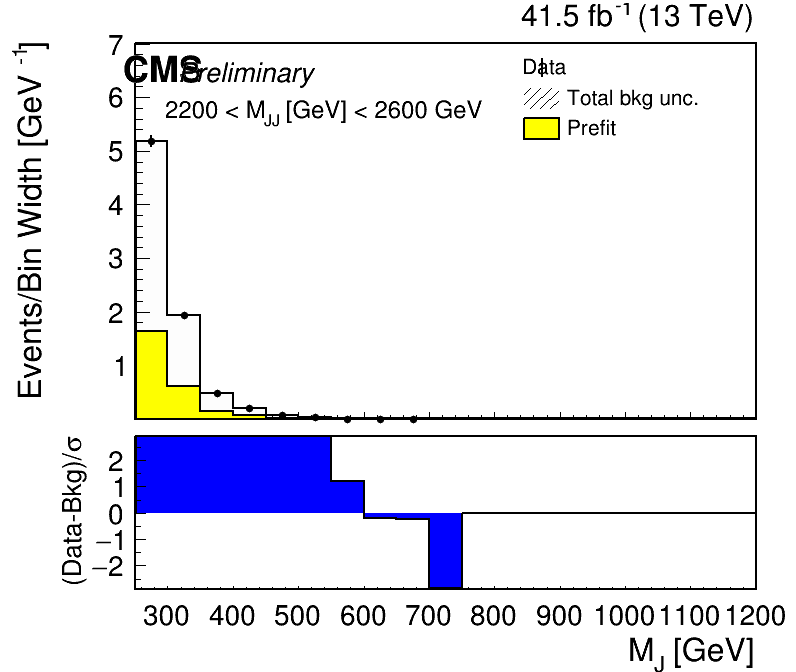 41.5 fb⁻¹ (13 TeV)
Events/Bin Width [GeV⁻¹]
7
6
5
4
3
2
1
CMS Preliminary
2200 < M_JJ [GeV] < 2600 GeV
Data
Total bkg unc.
Prefit
(Data-Bkg)/σ
2
1
0
−1
−2
300 400 500 600 700 800 900 1000 1100 1200
M_J [GeV]